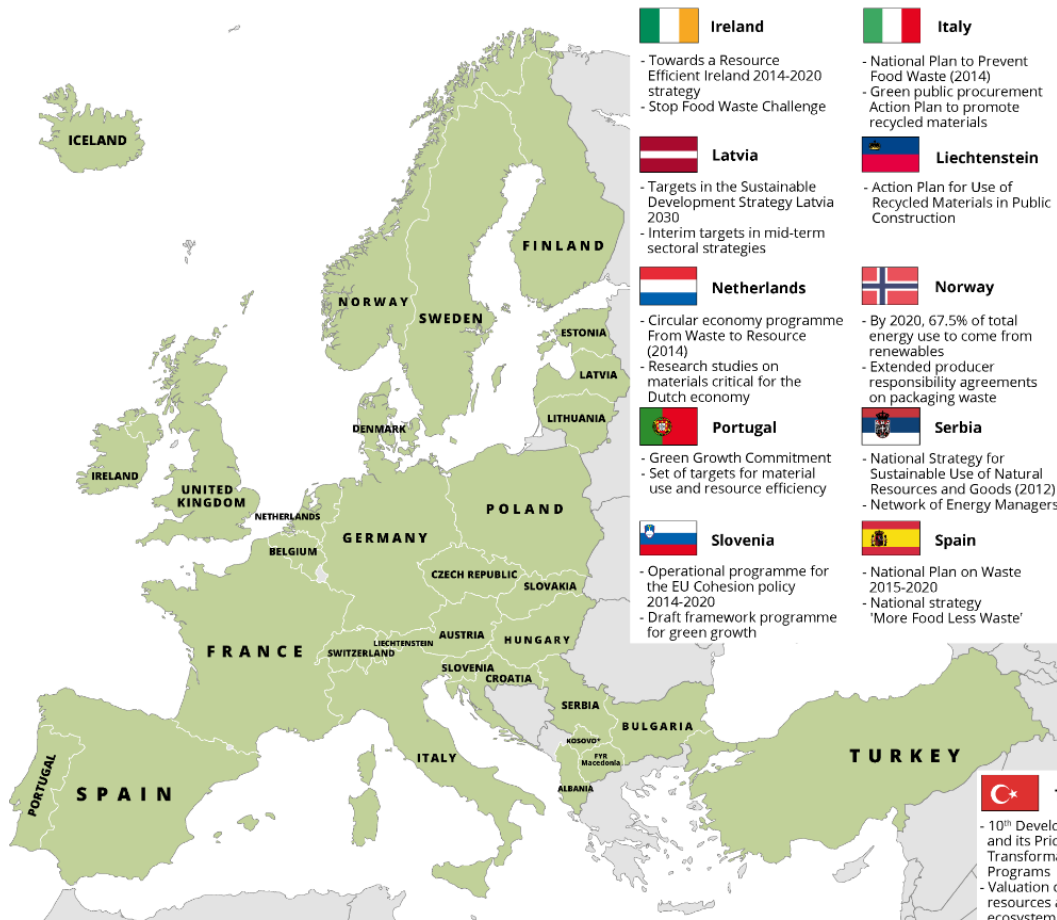 ICELAND
FINLAND
NORWAY
SWEDEN
ESTONIA
LATVIA
LITHUANIA
DENMARK
IRELAND
UNITED
KINGDOM
NETHERLANDS
BELGIUM
GERMANY
POLAND
CZECH REPUBLIC
SLOVAKIA
FRANCE
SWITZERLAND
LIECHTENSTEIN
AUSTRIA
HUNGARY
SLOVENIA
CROATIA
SERBIA
BULGARIA
KOSOVO*
FYR
Macedonia
ALBANIA
ITALY
PORTUGAL
SPAIN
TURKEY
Ireland
- Towards a Resource
Efficient Ireland 2014-2020
strategy
- Stop Food Waste Challenge
Italy
- National Plan to Prevent
Food Waste (2014)
- Green public procurement
Action Plan to promote
recycled materials
Latvia
- Targets in the Sustainable
Development Strategy Latvia
2030
- Interim targets in mid-term
sectoral strategies
Liechtenstein
- Action Plan for Use of
Recycled Materials in Public
Construction
Netherlands
- Circular economy programme
From Waste to Resource
(2014)
- Research studies on
materials critical for the
Dutch economy
Norway
- By 2020, 67.5% of total
energy use to come from
renewables
- Extended producer
responsibility agreements
on packaging waste
Portugal
- Green Growth Commitment
- Set of targets for material
use and resource efficiency
Serbia
- National Strategy for
Sustainable Use of Natural
Resources and Goods (2012)
- Network of Energy Managers
Slovenia
- Operational programme for
the EU Cohesion policy
2014-2020
- Draft framework programme
for green growth
Spain
- National Plan on Waste
2015-2020
- National strategy
'More Food Less Waste'
- 10th Develo
and its Pri
Transforma
Programs
- Valuation
resources
ecosystem